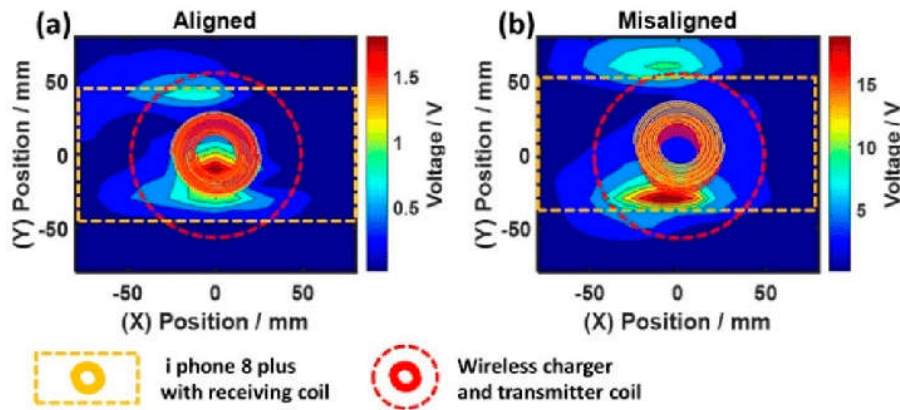 (a) Aligned
(Y) Position / mm
50
0
-50
-50 0 50
(X) Position / mm
1.5
1
0.5
Voltage / V
(b) Misaligned
(Y) Position / mm
50
0
-50
-50 0 50
(X) Position / mm
15
10
5
Voltage / V
i phone 8 plus
with receiving coil
Wireless charger
and transmitter coil